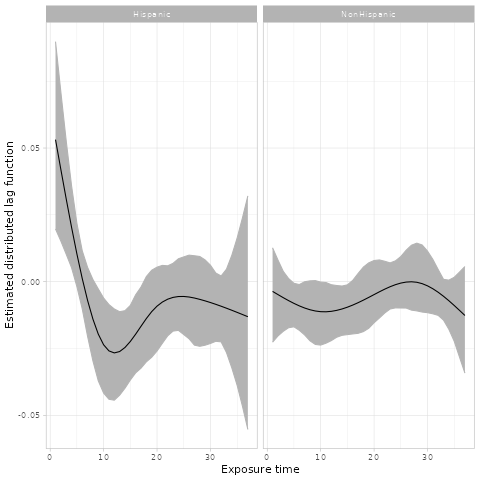 Hispanic
NonHispanic
Estimated distributed lag function
0.05
0.00
-0.05
0 10 20 30
0 10 20 30
Exposure time